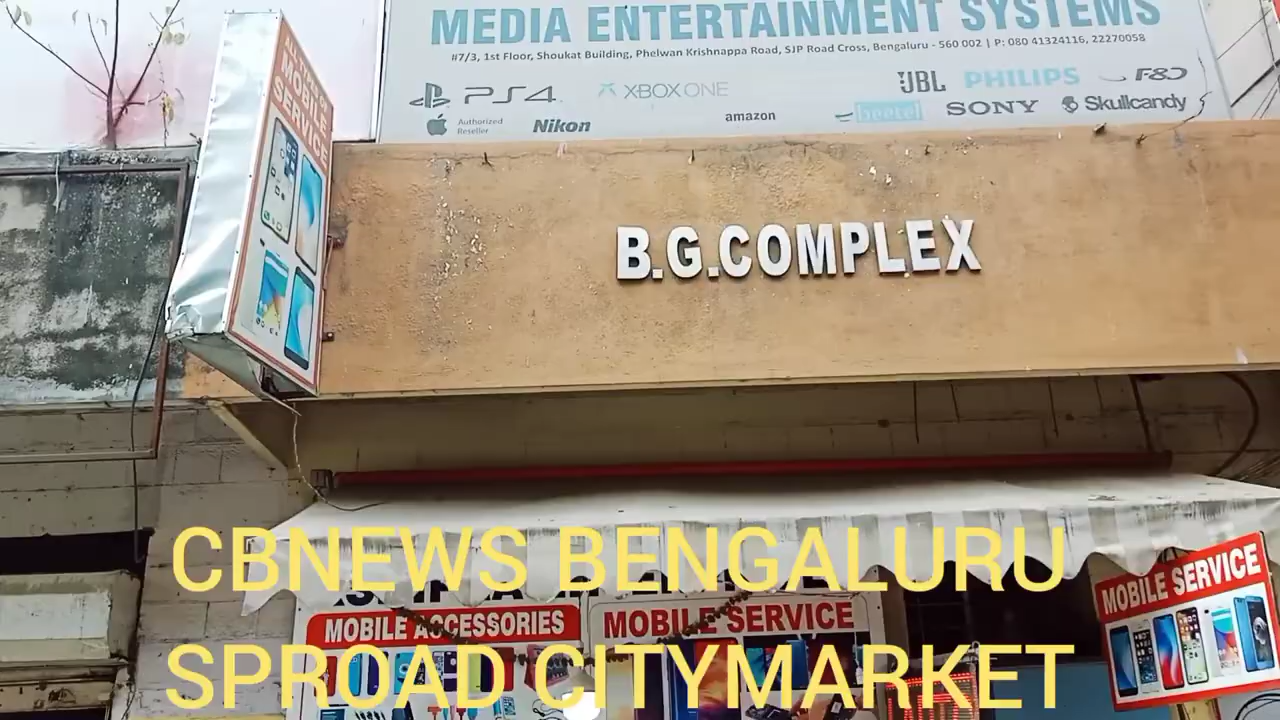 MEDIA ENTERTAINMENT SYSTEMS
#7/3, 1st Floor, Shoukat Building, Phelwan Krishnappa Road, SJP Road Cross, Bengaluru - 560 002 | P: 080 41324116, 22270058
PS4 XBOX ONE JBL PHILIPS F&D
Authorized Reseller Nikon amazon beetel SONY Skullcandy
MOBILE
SERVICE
B.G.COMPLEX
CBNEWS BENGALURU
MOBILE SERVICE
MOBILE ACCESSORIES
MOBILE SERVICE
SPROAD CITYMARKET